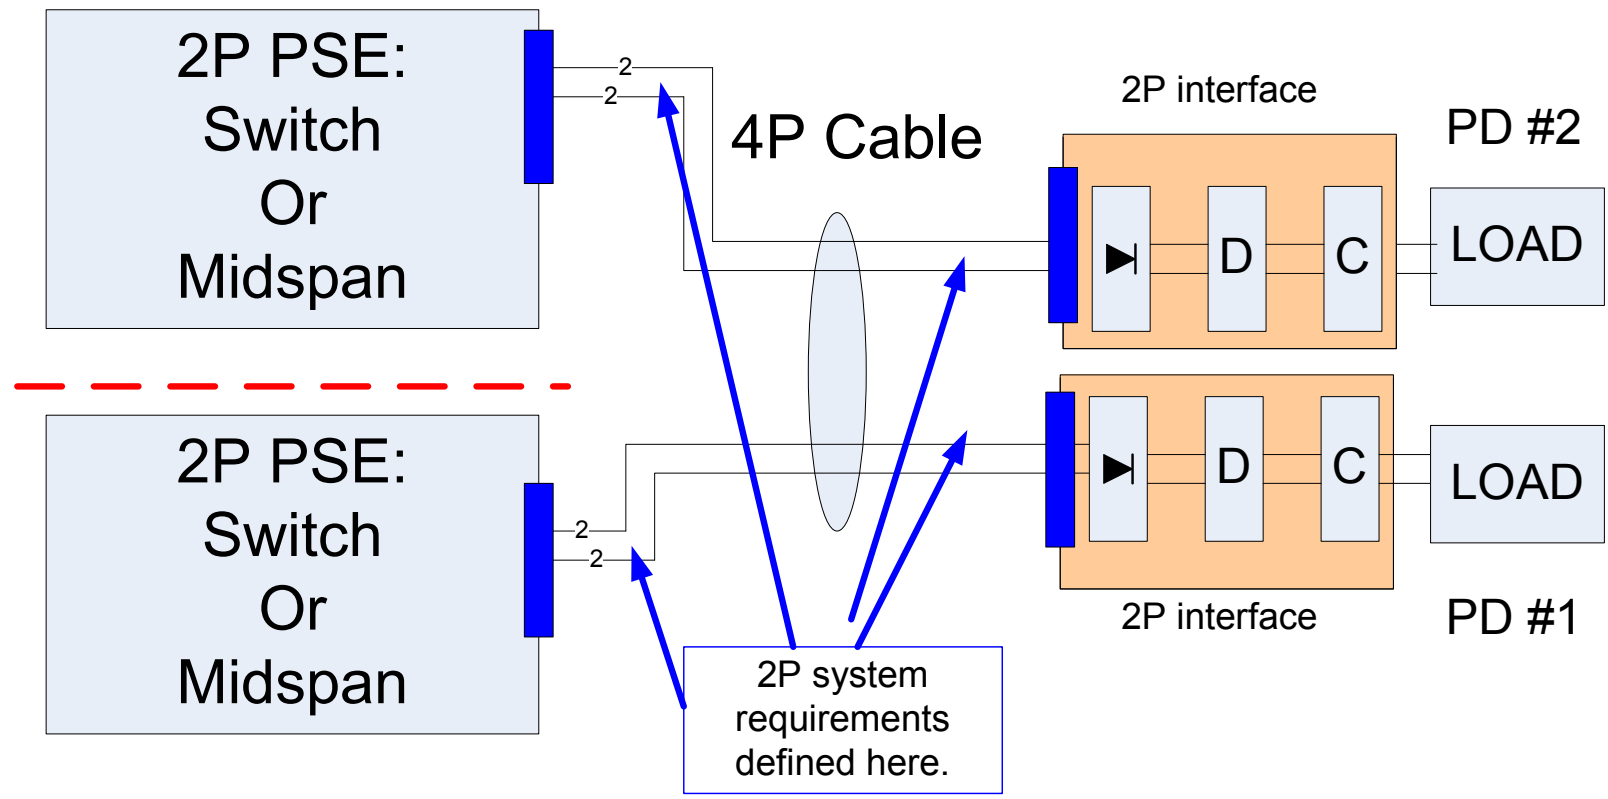 2P PSE:
Switch
Or
Midspan
2
2
4P Cable
2P interface
PD #2
D
C
LOAD
2P PSE:
Switch
Or
Midspan
2
2
D
C
LOAD
2P interface
PD #1
2P system
requirements
defined here.